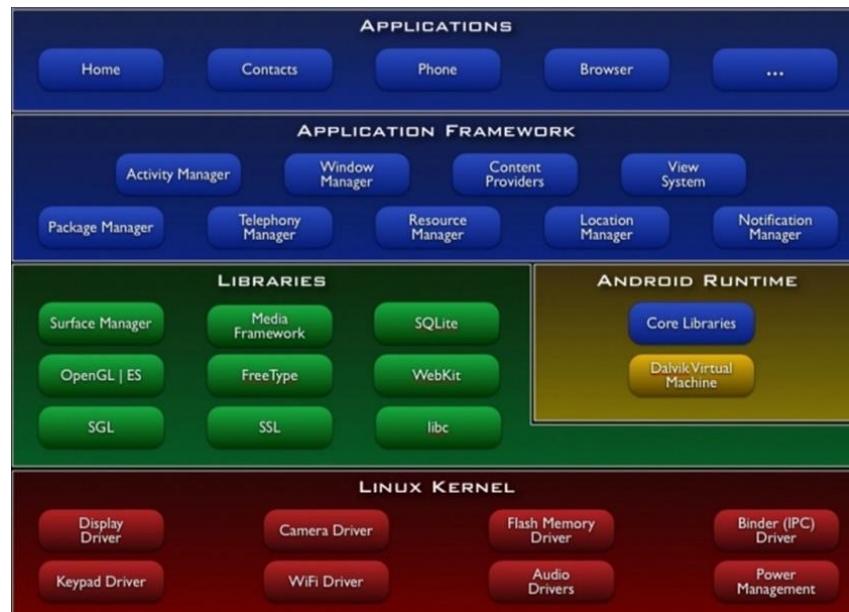 APPLICATIONS
Home
Contacts
Phone
Browser
...
APPLICATION FRAMEWORK
Activity Manager
Window
Manager
Content
Providers
View
System
Package Manager
Telephony
Manager
Resource
Manager
Location
Manager
Notification
Manager
LIBRARIES
Surface Manager
Media
Framework
SQLite
OpenGL | ES
FreeType
WebKit
SGL
SSL
libc
ANDROID RUNTIME
Core Libraries
Dalvik Virtual
Machine
LINUX KERNEL
Display
Driver
Camera Driver
Flash Memory
Driver
Binder (IPC)
Driver
Keypad Driver
WiFi Driver
Audio
Drivers
Power
Management